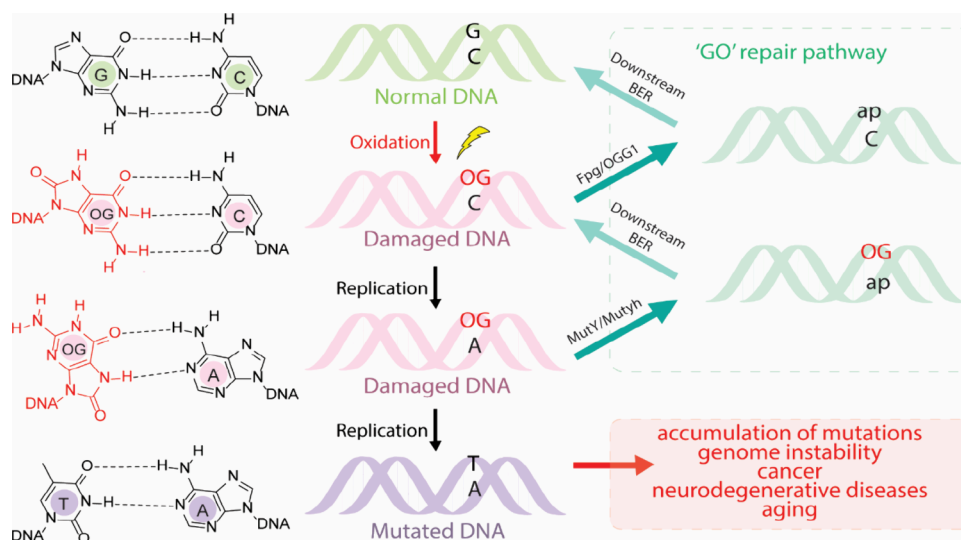 O
H
H
N
N
N
G
N
H
N
C
N
DNA
N
H
H
O
N
DNA
H
N
O
H
H
N
O
DNA
N
N
OG
N
H
N
C
N
H
H
O
N
DNA
H
N
H
H
N
H
N
O
H
H
N
N
OG
N
H
N
A
N
N
N
DNA
DNA
N
O
O
H
H
N
T
NH
N
A
N
N
N
DNA
DNA
N
O
G
C
Normal DNA
Oxidation
OG
C
Damaged DNA
Replication
OG
A
Damaged DNA
Replication
T
A
Mutated DNA
'GO' repair pathway
Downstream
BER
ap
C
Fpg/OGG1
Downstream
BER
OG
ap
MutY/Mutyh
accumulation of mutations
genome instability
cancer
neurodegenerative diseases
aging